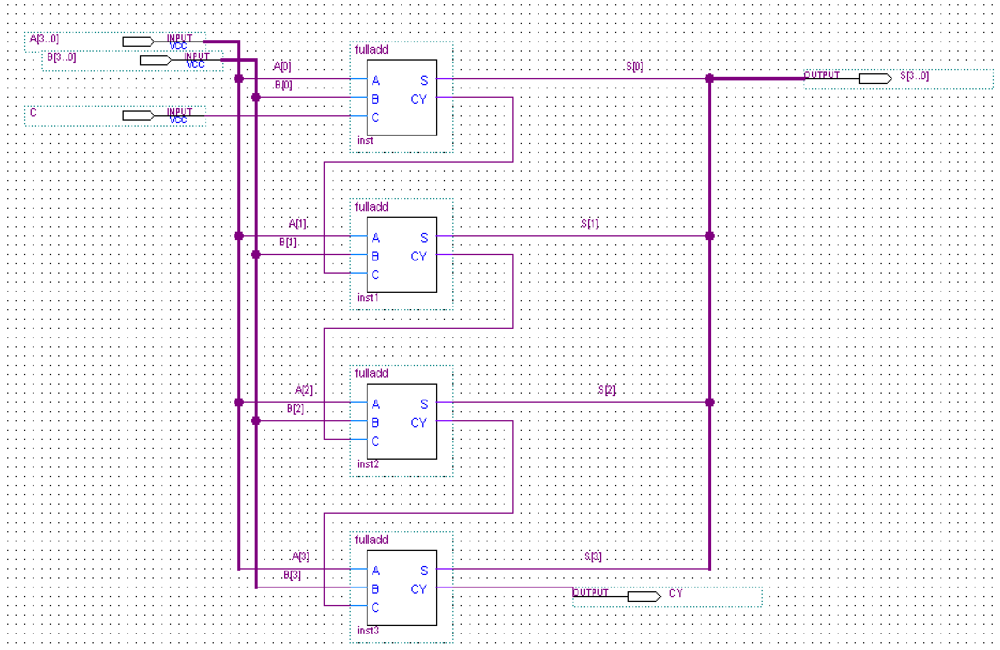 A[3..0] INPUT
VCC
B[3..0] INPUT
VCC
C INPUT
VCC
fulladd
A[0]
B[0]
A S
B CY
C
inst
S[0]
OUTPUT S[3..0]
fulladd
A[1]
B[1]
A S
B CY
C
inst1
S[1]
fulladd
A[2]
B[2]
A S
B CY
C
inst2
S[2]
fulladd
A[3]
B[3]
A S
B CY
C
inst3
S[3]
OUTPUT CY